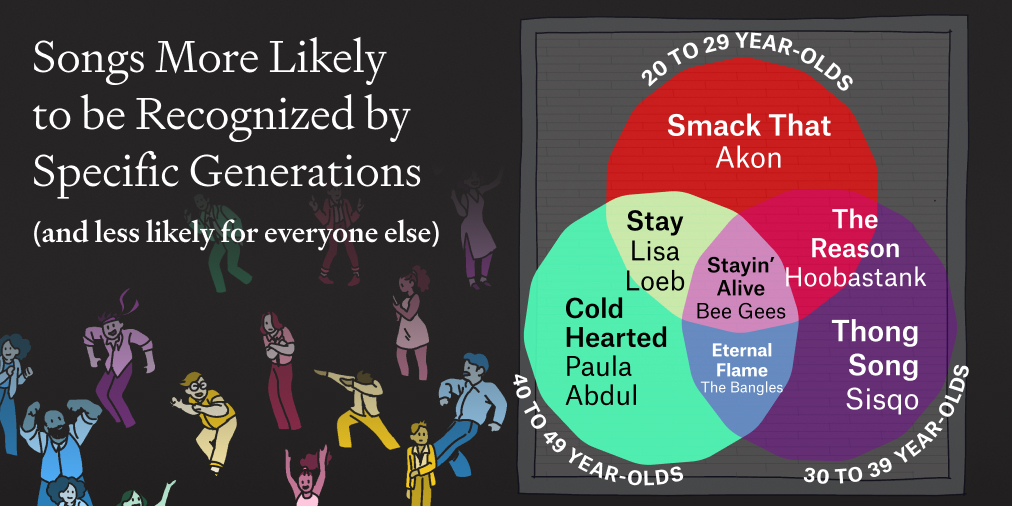 Songs More Likely
to be Recognized by
Specific Generations
(and less likely for everyone else)
20 TO 29 YEAR-OLDS
Smack That
Akon
Stay
Lisa
Loeb
The
Reason
Hoobastank
Stayin'
Alive
Bee Gees
Cold
Hearted
Paula
Abdul
Eternal
Flame
The Bangles
Thong
Song
Sisqo
40 TO 49 YEAR-OLDS
30 TO 39 YEAR-OLDS